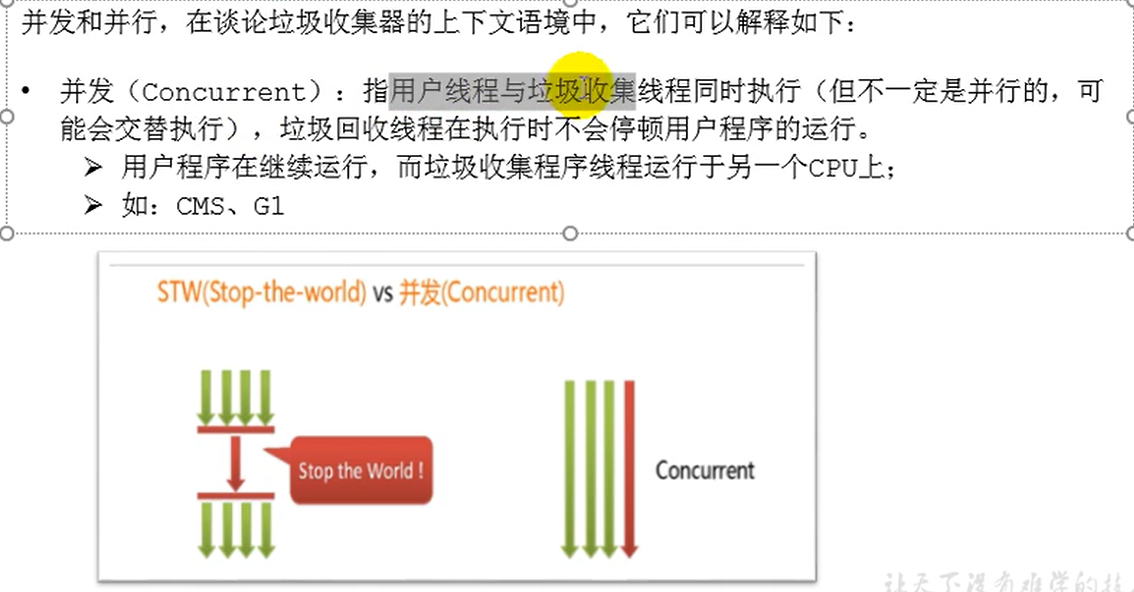 并发和并行，在谈论垃圾收集器的上下文语境中，它们可以解释如下：
• 并发（Concurrent）：指用户线程与垃圾收集线程同时执行（但不一定是并行的，可
能会交替执行），垃圾回收线程在执行时不会停顿用户程序的运行。
➢ 用户程序在继续运行，而垃圾收集程序线程运行于另一个CPU上；
➢ 如：CMS、G1
STW(Stop-the-world) vs 并发(Concurrent)
Stop the World！
Concurrent
让天下没有难学的技